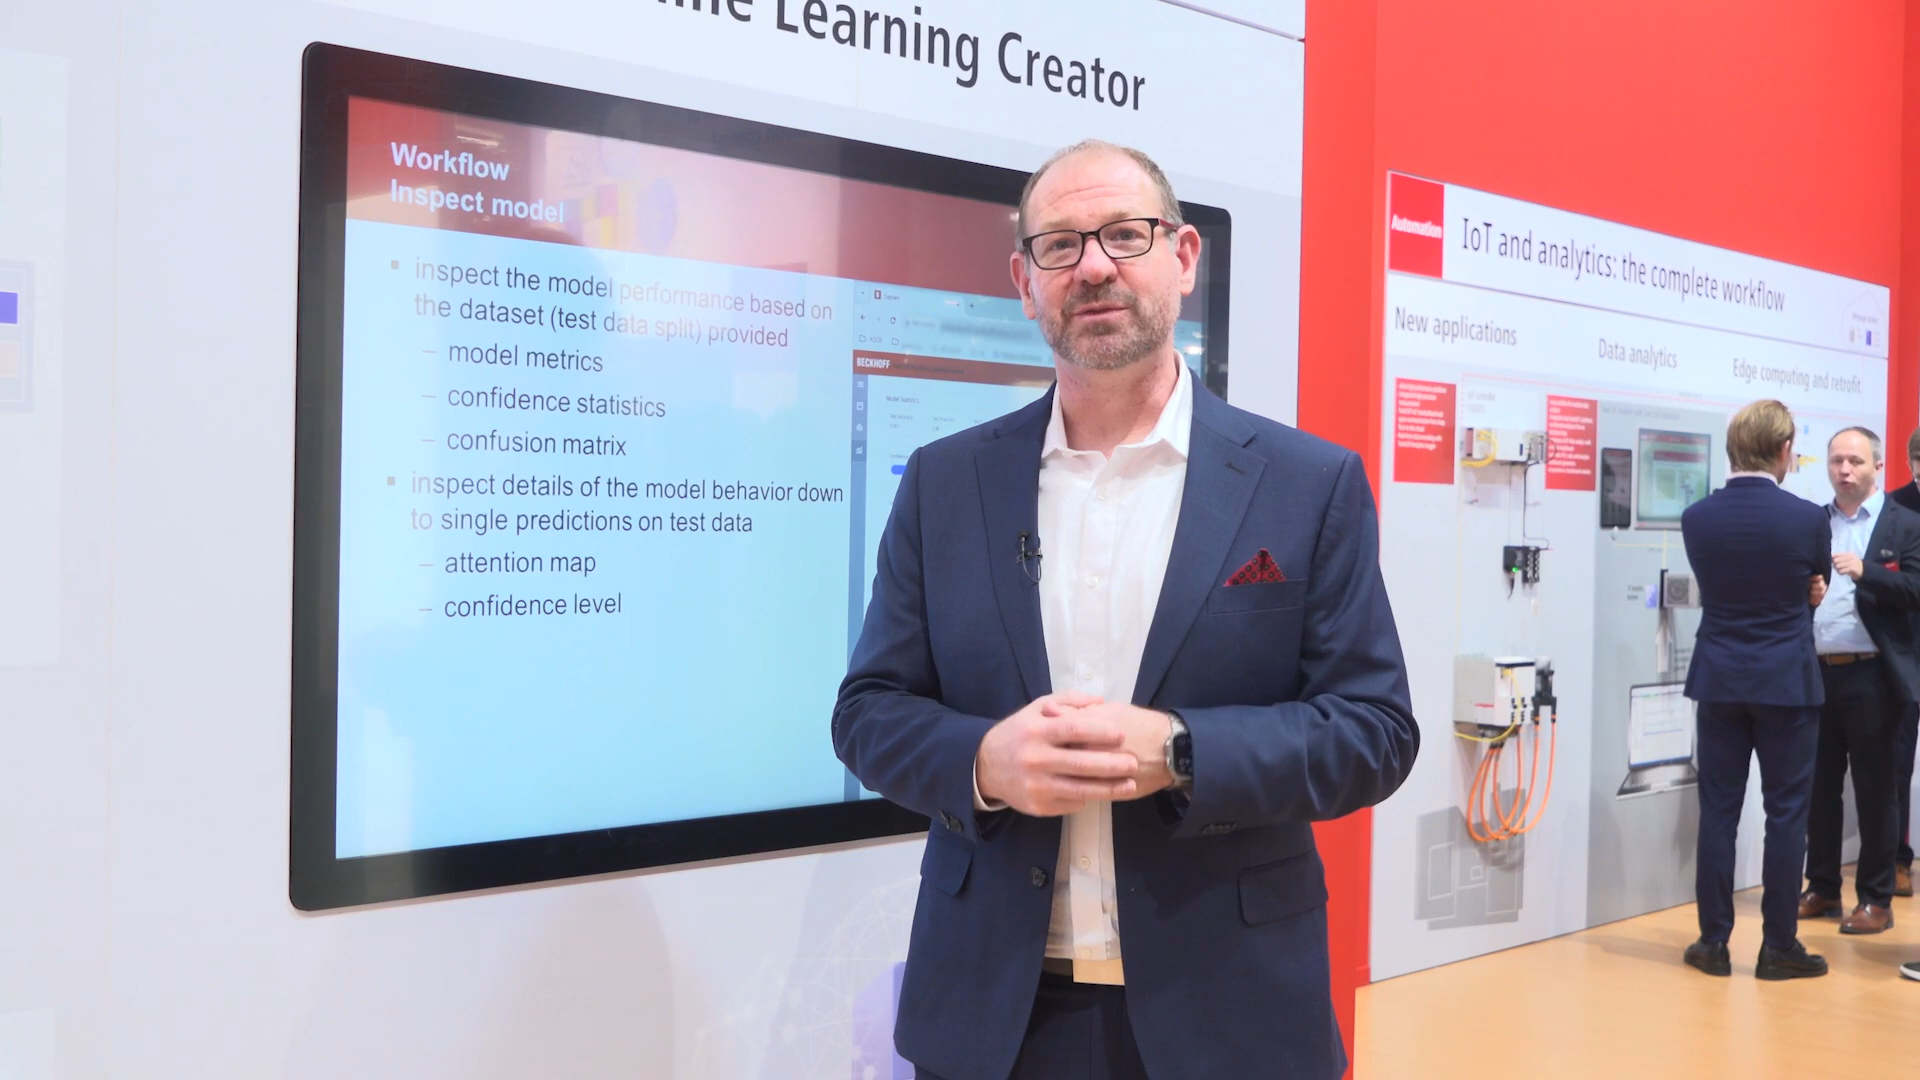 Learning Creator
Workflow
Inspect model
▪ inspect the model performance based on
the dataset (test data split) provided
– model metrics
– confidence statistics
– confusion matrix
▪ inspect details of the model behavior down
to single predictions on test data
– attention map
– confidence level
BECKHOFF
Automation
IoT and analytics: the complete workflow
New applications
Data analytics
Edge computing and retrofit